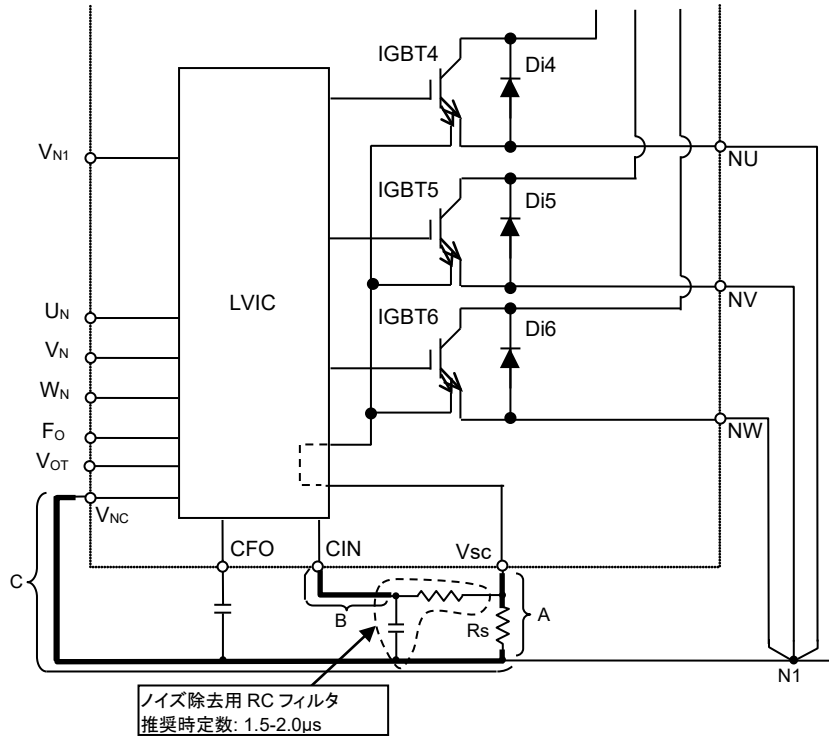 IGBT4
Di4
VN1
NU
IGBT5
Di5
LVIC
NV
UN
IGBT6
Di6
VN
WN
FO
NW
VOT
VNC
CFO
CIN
Vsc
C
B
Rs
A
N1
ノイズ除去用 RC フィルタ
推奨時定数: 1.5-2.0μs